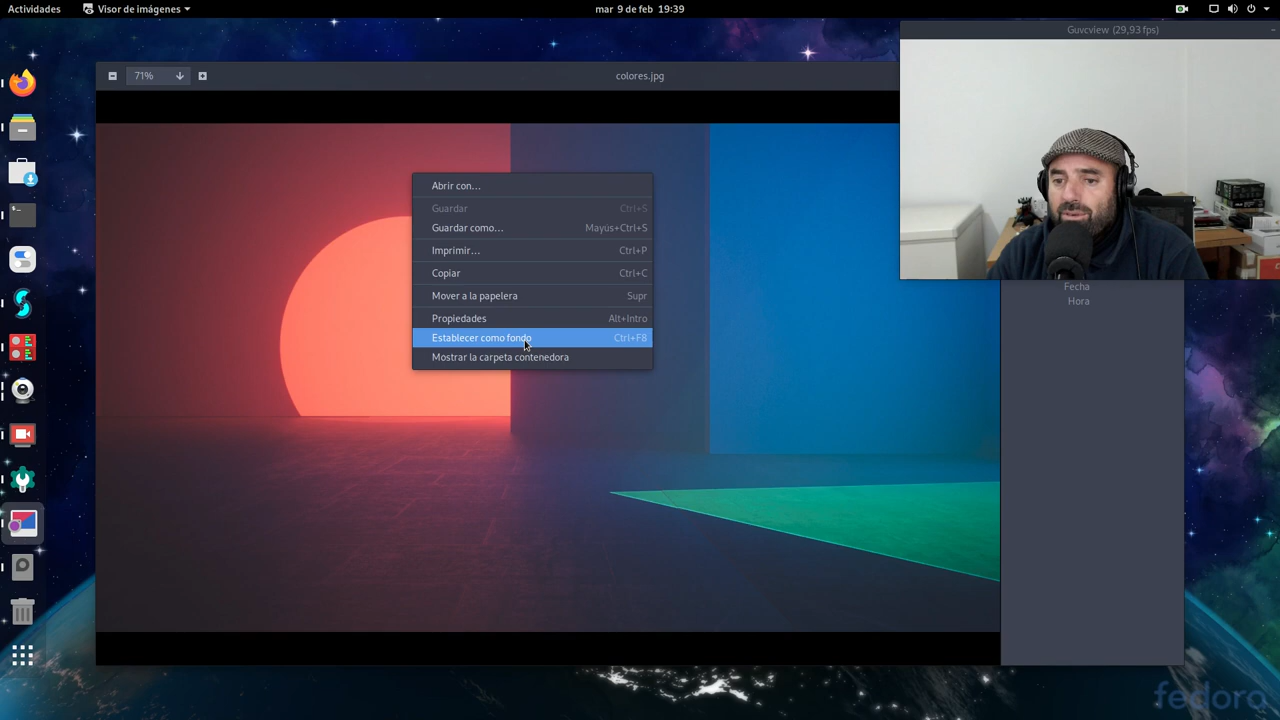 Actividades
Visor de imágenes
mar 9 de feb 19:39
Guvcview (29,93 fps)
71%
colores.jpg
Abrir con...
Guardar Ctrl+S
Guardar como... Mayús+Ctrl+S
Imprimir... Ctrl+P
Copiar Ctrl+C
Mover a la papelera Supr
Propiedades Alt+Intro
Establecer como fondo Ctrl+F8
Mostrar la carpeta contenedora
Fecha
Hora
fedora